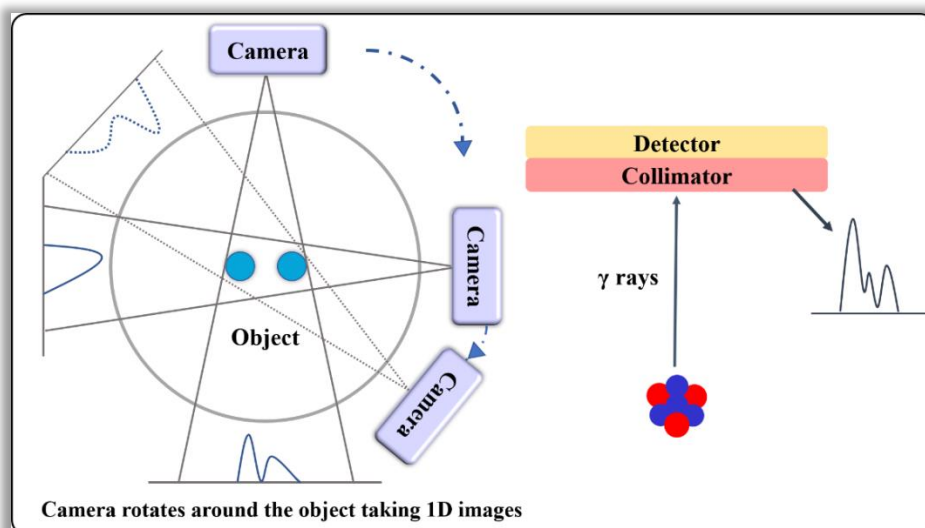 Camera
Camera
Camera
Object
Camera rotates around the object taking 1D images
Detector
Collimator
γ rays